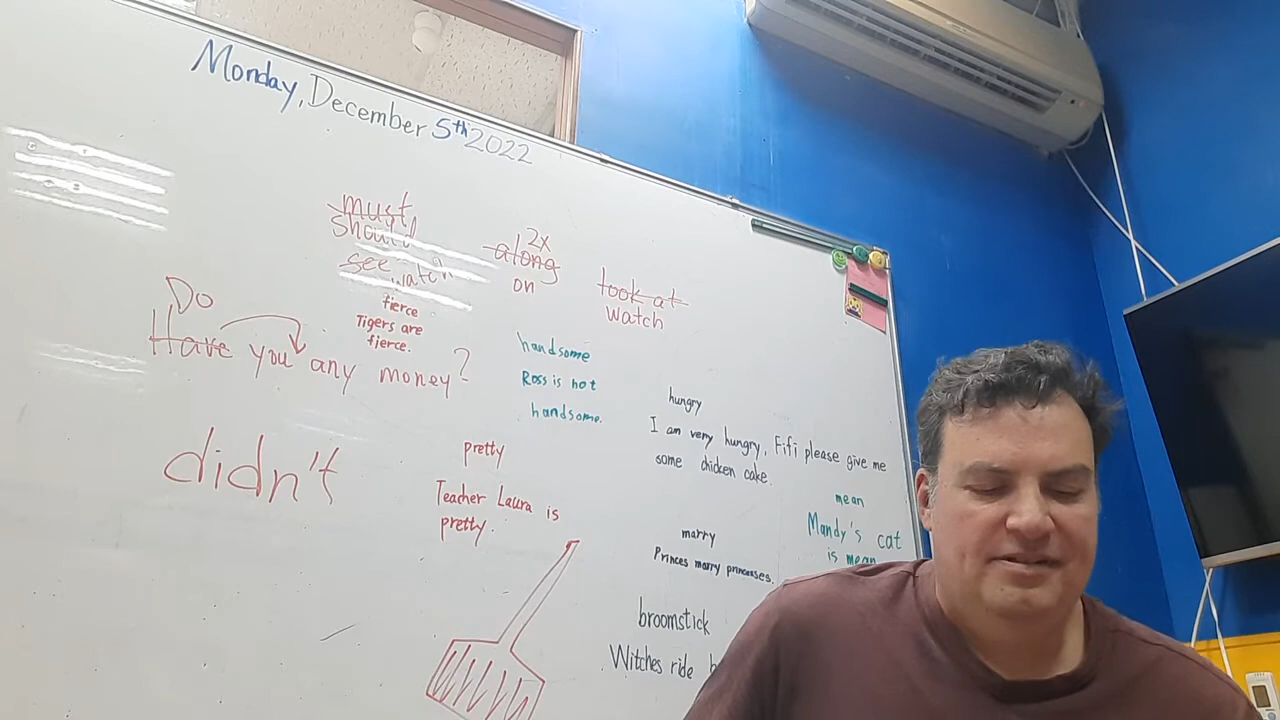 Monday, December 5th 2022
must
should
see watch
2x
along
on
took at
watch
Do
Have you any money?
fierce
Tigers are
fierce.
handsome
Ross is not
handsome.
hungry
I am very hungry, Fifi please give me
some chicken cake.
didn't
pretty
Teacher Laura is
pretty.
mean
Mandy's cat
is mean
marry
Princes marry princesses.
broomstick
Witches ride